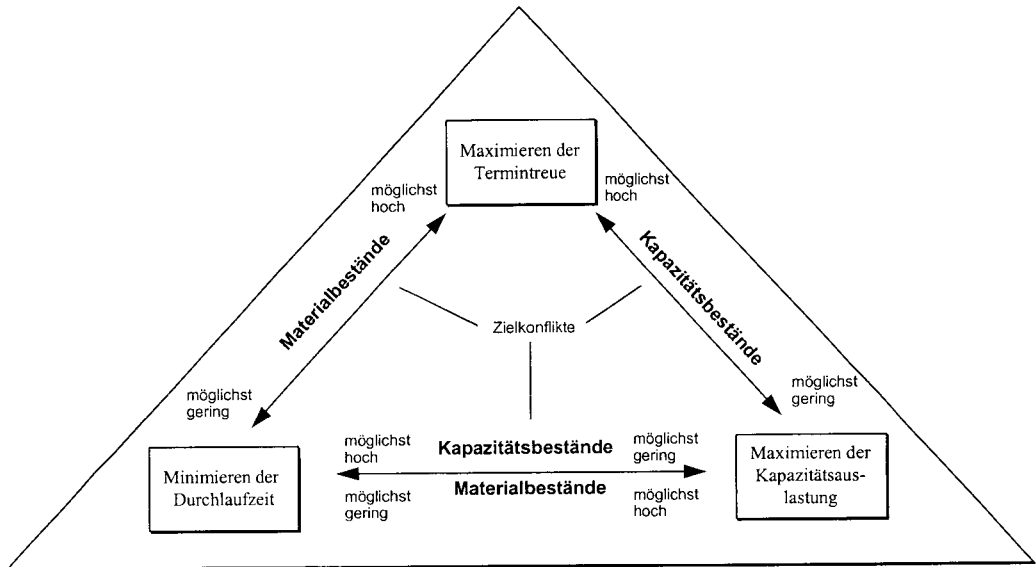 Maximieren der
Termintreue
möglichst
hoch
möglichst
hoch
Materialbestände
Kapazitätsbestände
Zielkonflikte
möglichst
gering
möglichst
gering
Minimieren der
Durchlaufzeit
möglichst
hoch
Kapazitätsbestände
möglichst
gering
möglichst
gering
Materialbestände
möglichst
hoch
Maximieren der
Kapazitätsaus-
lastung